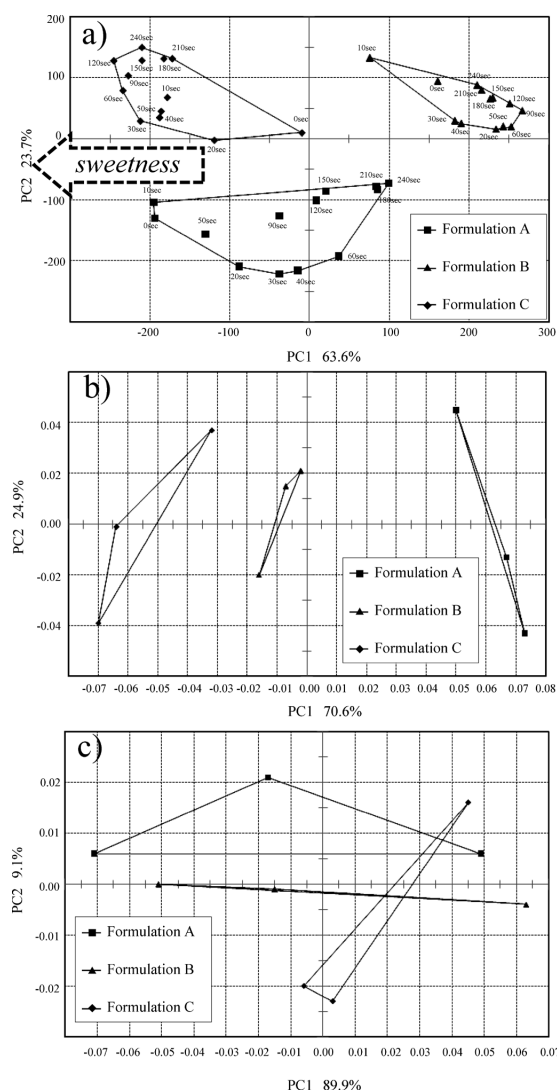 a)
200
100
0
-100
-200
PC2 23.7%
240sec
210sec
120sec
150sec
180sec
90sec
60sec
10sec
50sec
40sec
30sec
20sec
0sec
sweetness
10sec
0sec
240sec
150sec
210sec
120sec
180sec
90sec
30sec
40sec
50sec
20sec
60sec
10sec
0sec
50sec
20sec
30sec
40sec
60sec
90sec
120sec
150sec
210sec
240sec
180sec
Formulation A
Formulation B
Formulation C
-200 -100 0 100 200 300
PC1 63.6%
b)
0.04
0.02
0.00
-0.02
-0.04
PC2 24.9%
Formulation A
Formulation B
Formulation C
-0.07 -0.06 -0.05 -0.04 -0.03 -0.02 -0.01 0.00 0.01 0.02 0.03 0.04 0.05 0.06 0.07 0.08
PC1 70.6%
c)
0.02
0.01
0.00
-0.01
-0.02
PC2 9.1%
Formulation A
Formulation B
Formulation C
-0.07 -0.06 -0.05 -0.04 -0.03 -0.02 -0.01 0.00 0.01 0.02 0.03 0.04 0.05 0.06 0.07
PC1 89.9%